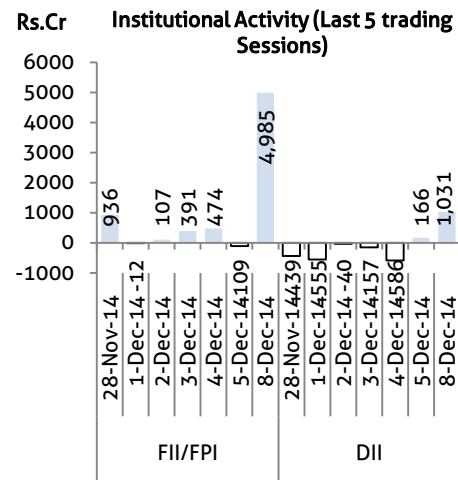 Rs.Cr
Institutional Activity (Last 5 trading
Sessions)
6000
5000
4000
3000
2000
1000
0
-1000
936
-12
107
391
474
-109
4,985
-439
-555
-40
-157
-586
166
1,031
28-Nov-14
1-Dec-14
2-Dec-14
3-Dec-14
4-Dec-14
5-Dec-14
8-Dec-14
28-Nov-14
1-Dec-14
2-Dec-14
3-Dec-14
4-Dec-14
5-Dec-14
8-Dec-14
FII/FPI
DII